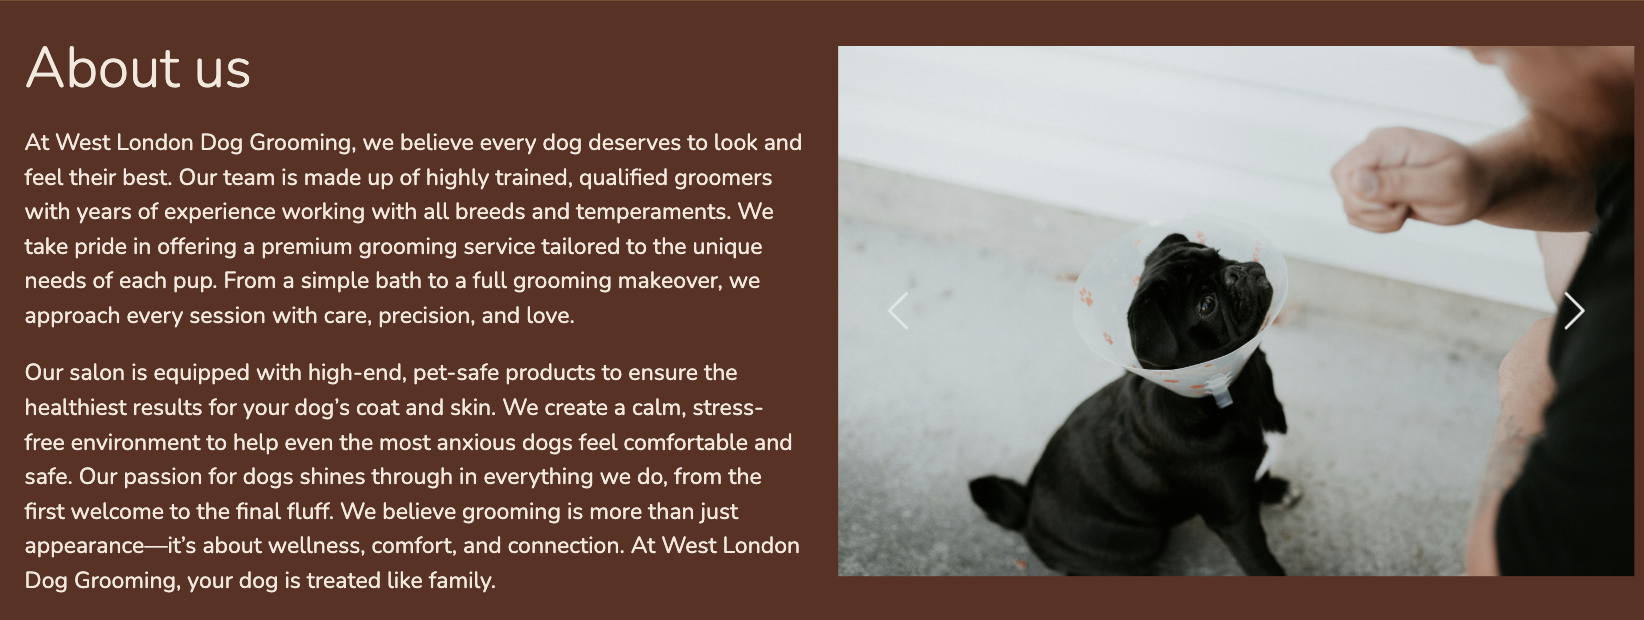 About us
At West London Dog Grooming, we believe every dog deserves to look and
feel their best. Our team is made up of highly trained, qualified groomers
with years of experience working with all breeds and temperaments. We
take pride in offering a premium grooming service tailored to the unique
needs of each pup. From a simple bath to a full grooming makeover, we
approach every session with care, precision, and love.
Our salon is equipped with high-end, pet-safe products to ensure the
healthiest results for your dog’s coat and skin. We create a calm, stress-
free environment to help even the most anxious dogs feel comfortable and
safe. Our passion for dogs shines through in everything we do, from the
first welcome to the final fluff. We believe grooming is more than just
appearance—it’s about wellness, comfort, and connection. At West London
Dog Grooming, your dog is treated like family.